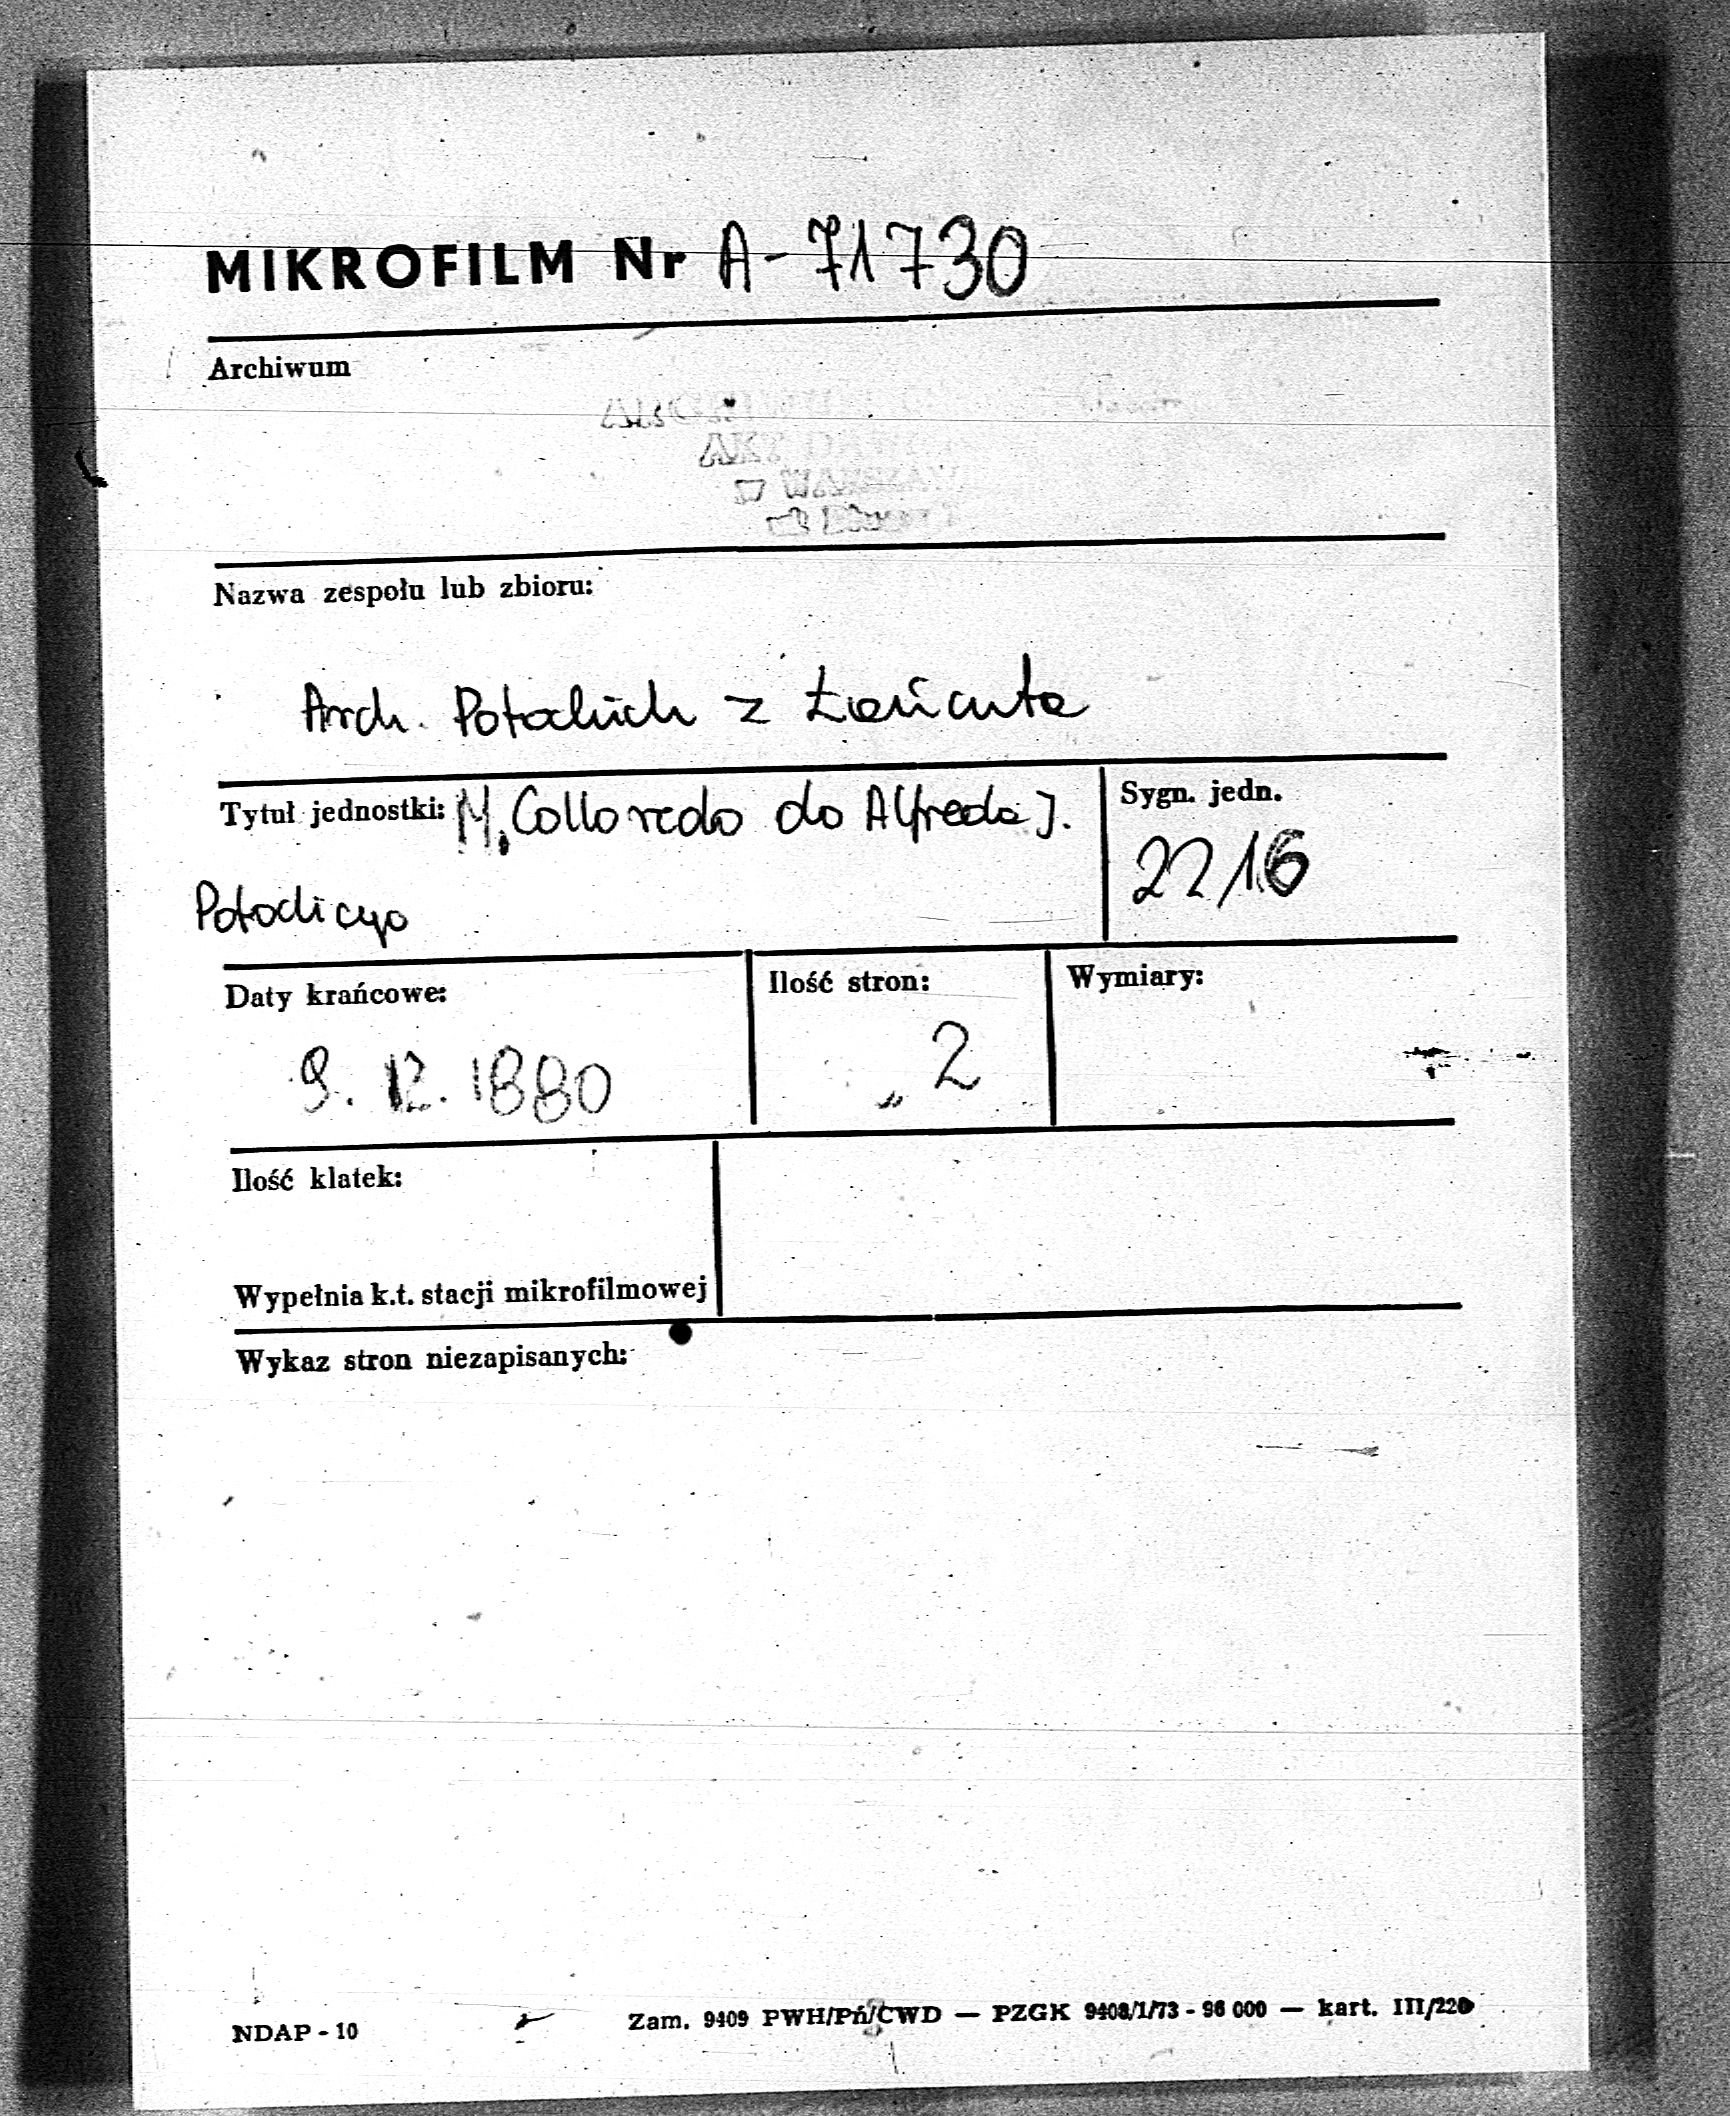 MIKROFILM Nr A-71730
Archiwum
AKT
Nazwa zespołu lub zbioru:
Arch. Potockich z Łańcuta
Tytuł jednostki: M. Colloredo do Alfreda J.
Potockiego
Sygn. jedn.
2216
Daty krańcowe:
9. 12. 1880
Ilość stron:
2
Wymiary:
Ilość klatek:
Wypełnia k.t. stacji mikrofilmowej
Wykaz stron niezapisanych:
NDAP - 10
Zam. 9409 PWH/Pń/CWD — PZGK 9408/1/73 - 96 000 — kart. III/220